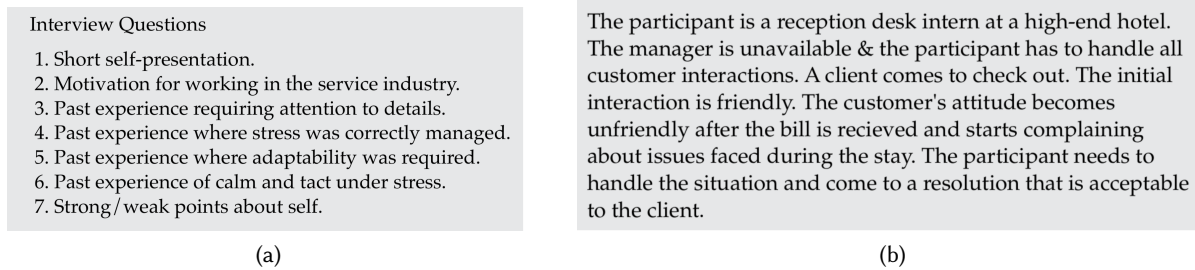 Interview Questions
1. Short self-presentation.
2. Motivation for working in the service industry.
3. Past experience requiring attention to details.
4. Past experience where stress was correctly managed.
5. Past experience where adaptability was required.
6. Past experience of calm and tact under stress.
7. Strong/weak points about self.
(a)
The participant is a reception desk intern at a high-end hotel.
The manager is unavailable & the participant has to handle all
customer interactions. A client comes to check out. The initial
interaction is friendly. The customer's attitude becomes
unfriendly after the bill is recieved and starts complaining
about issues faced during the stay. The participant needs to
handle the situation and come to a resolution that is acceptable
to the client.
(b)